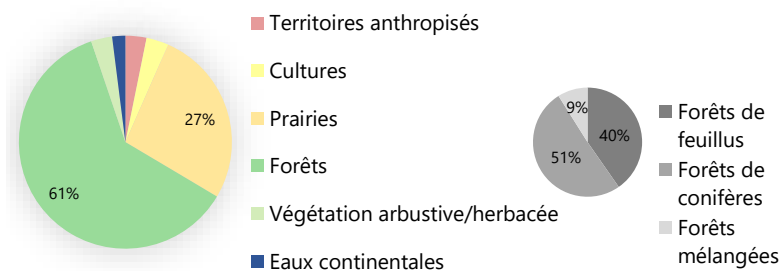 27%
61%
Territoires anthropisés
Cultures
Prairies
Forêts
Végétation arbustive/herbacée
Eaux continentales
9%
40%
51%
Forêts de
feuillus
Forêts de
conifères
Forêts
mélangées